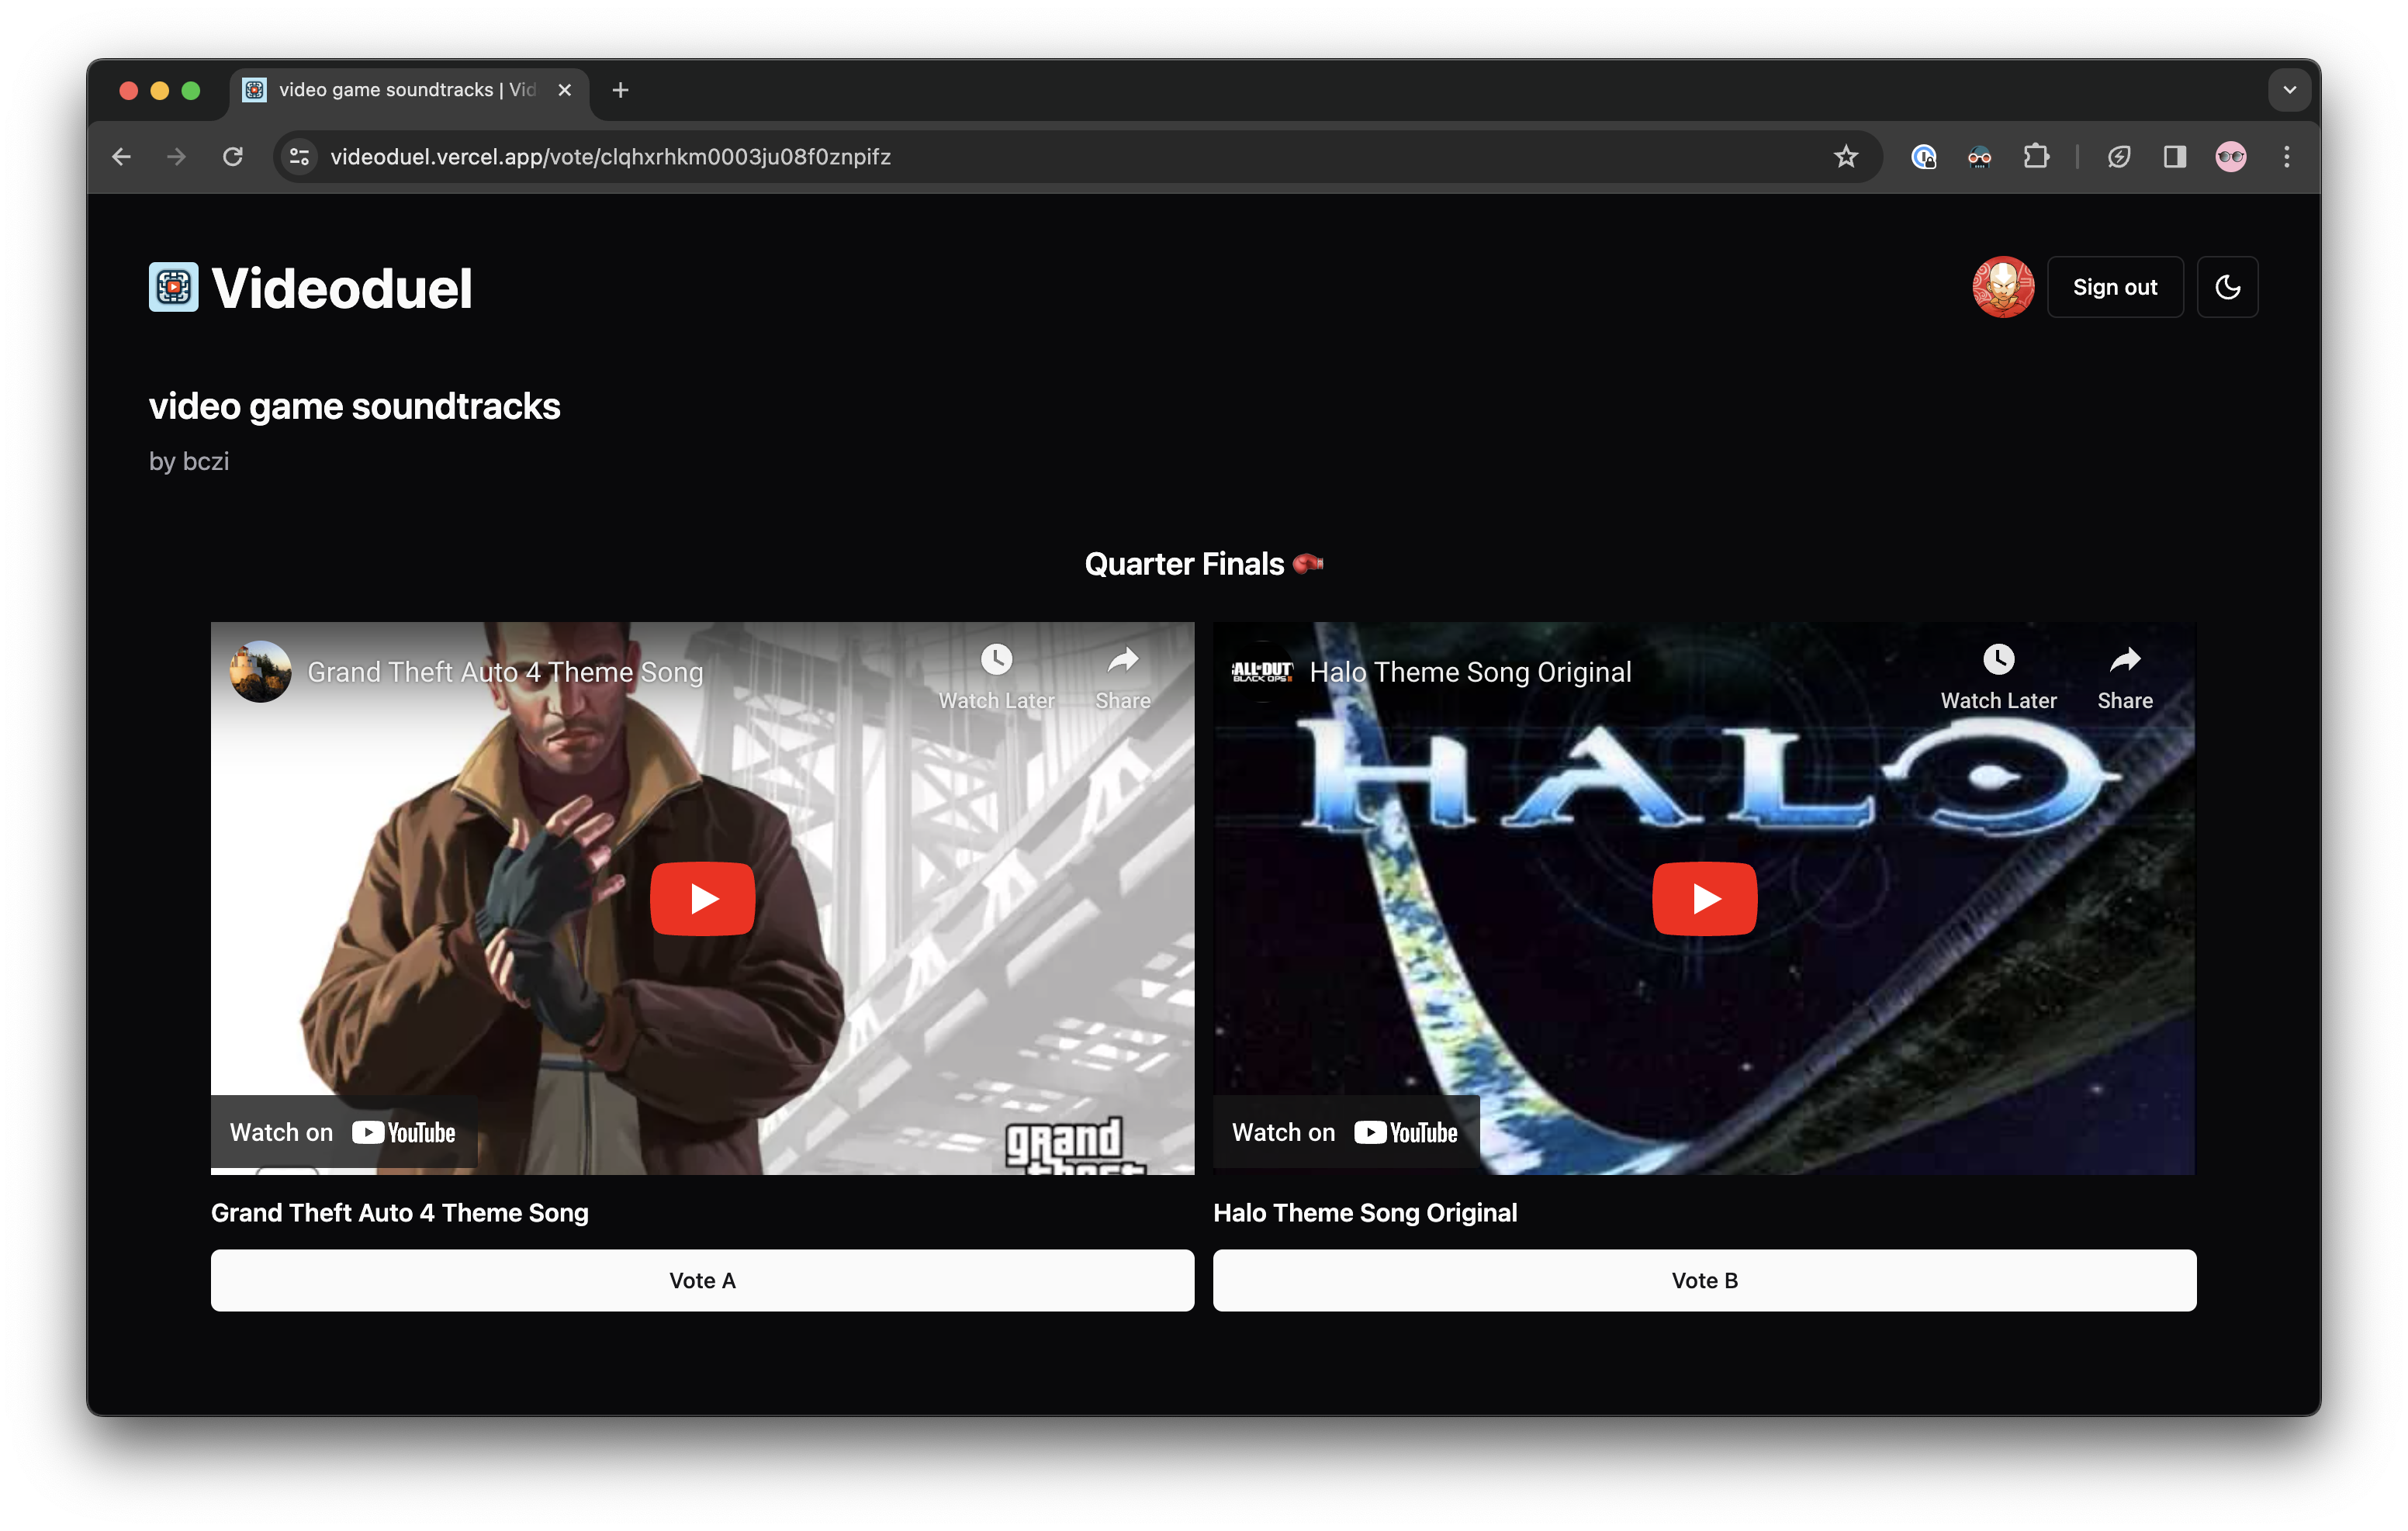 video game soundtracks | Vid
videoduel.vercel.app/vote/clqhxrhkm0003ju08f0znpifz
Videoduel
Sign out
video game soundtracks
by bczi
Quarter Finals
Grand Theft Auto 4 Theme Song
Watch Later
Share
Watch on YouTube
grand
theft
Grand Theft Auto 4 Theme Song
Vote A
ALL-OUT
BLACK OPS II
Halo Theme Song Original
Watch Later
Share
HALO
Watch on YouTube
Halo Theme Song Original
Vote B